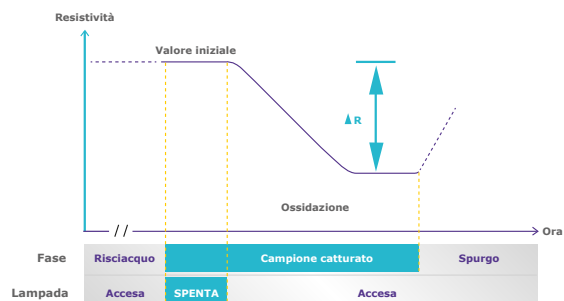 Resistività
Valore iniziale
ΔR
Ossidazione
Ora
Fase Risciacquo Campione catturato Spurgo
Lampada Accesa SPENTA Accesa